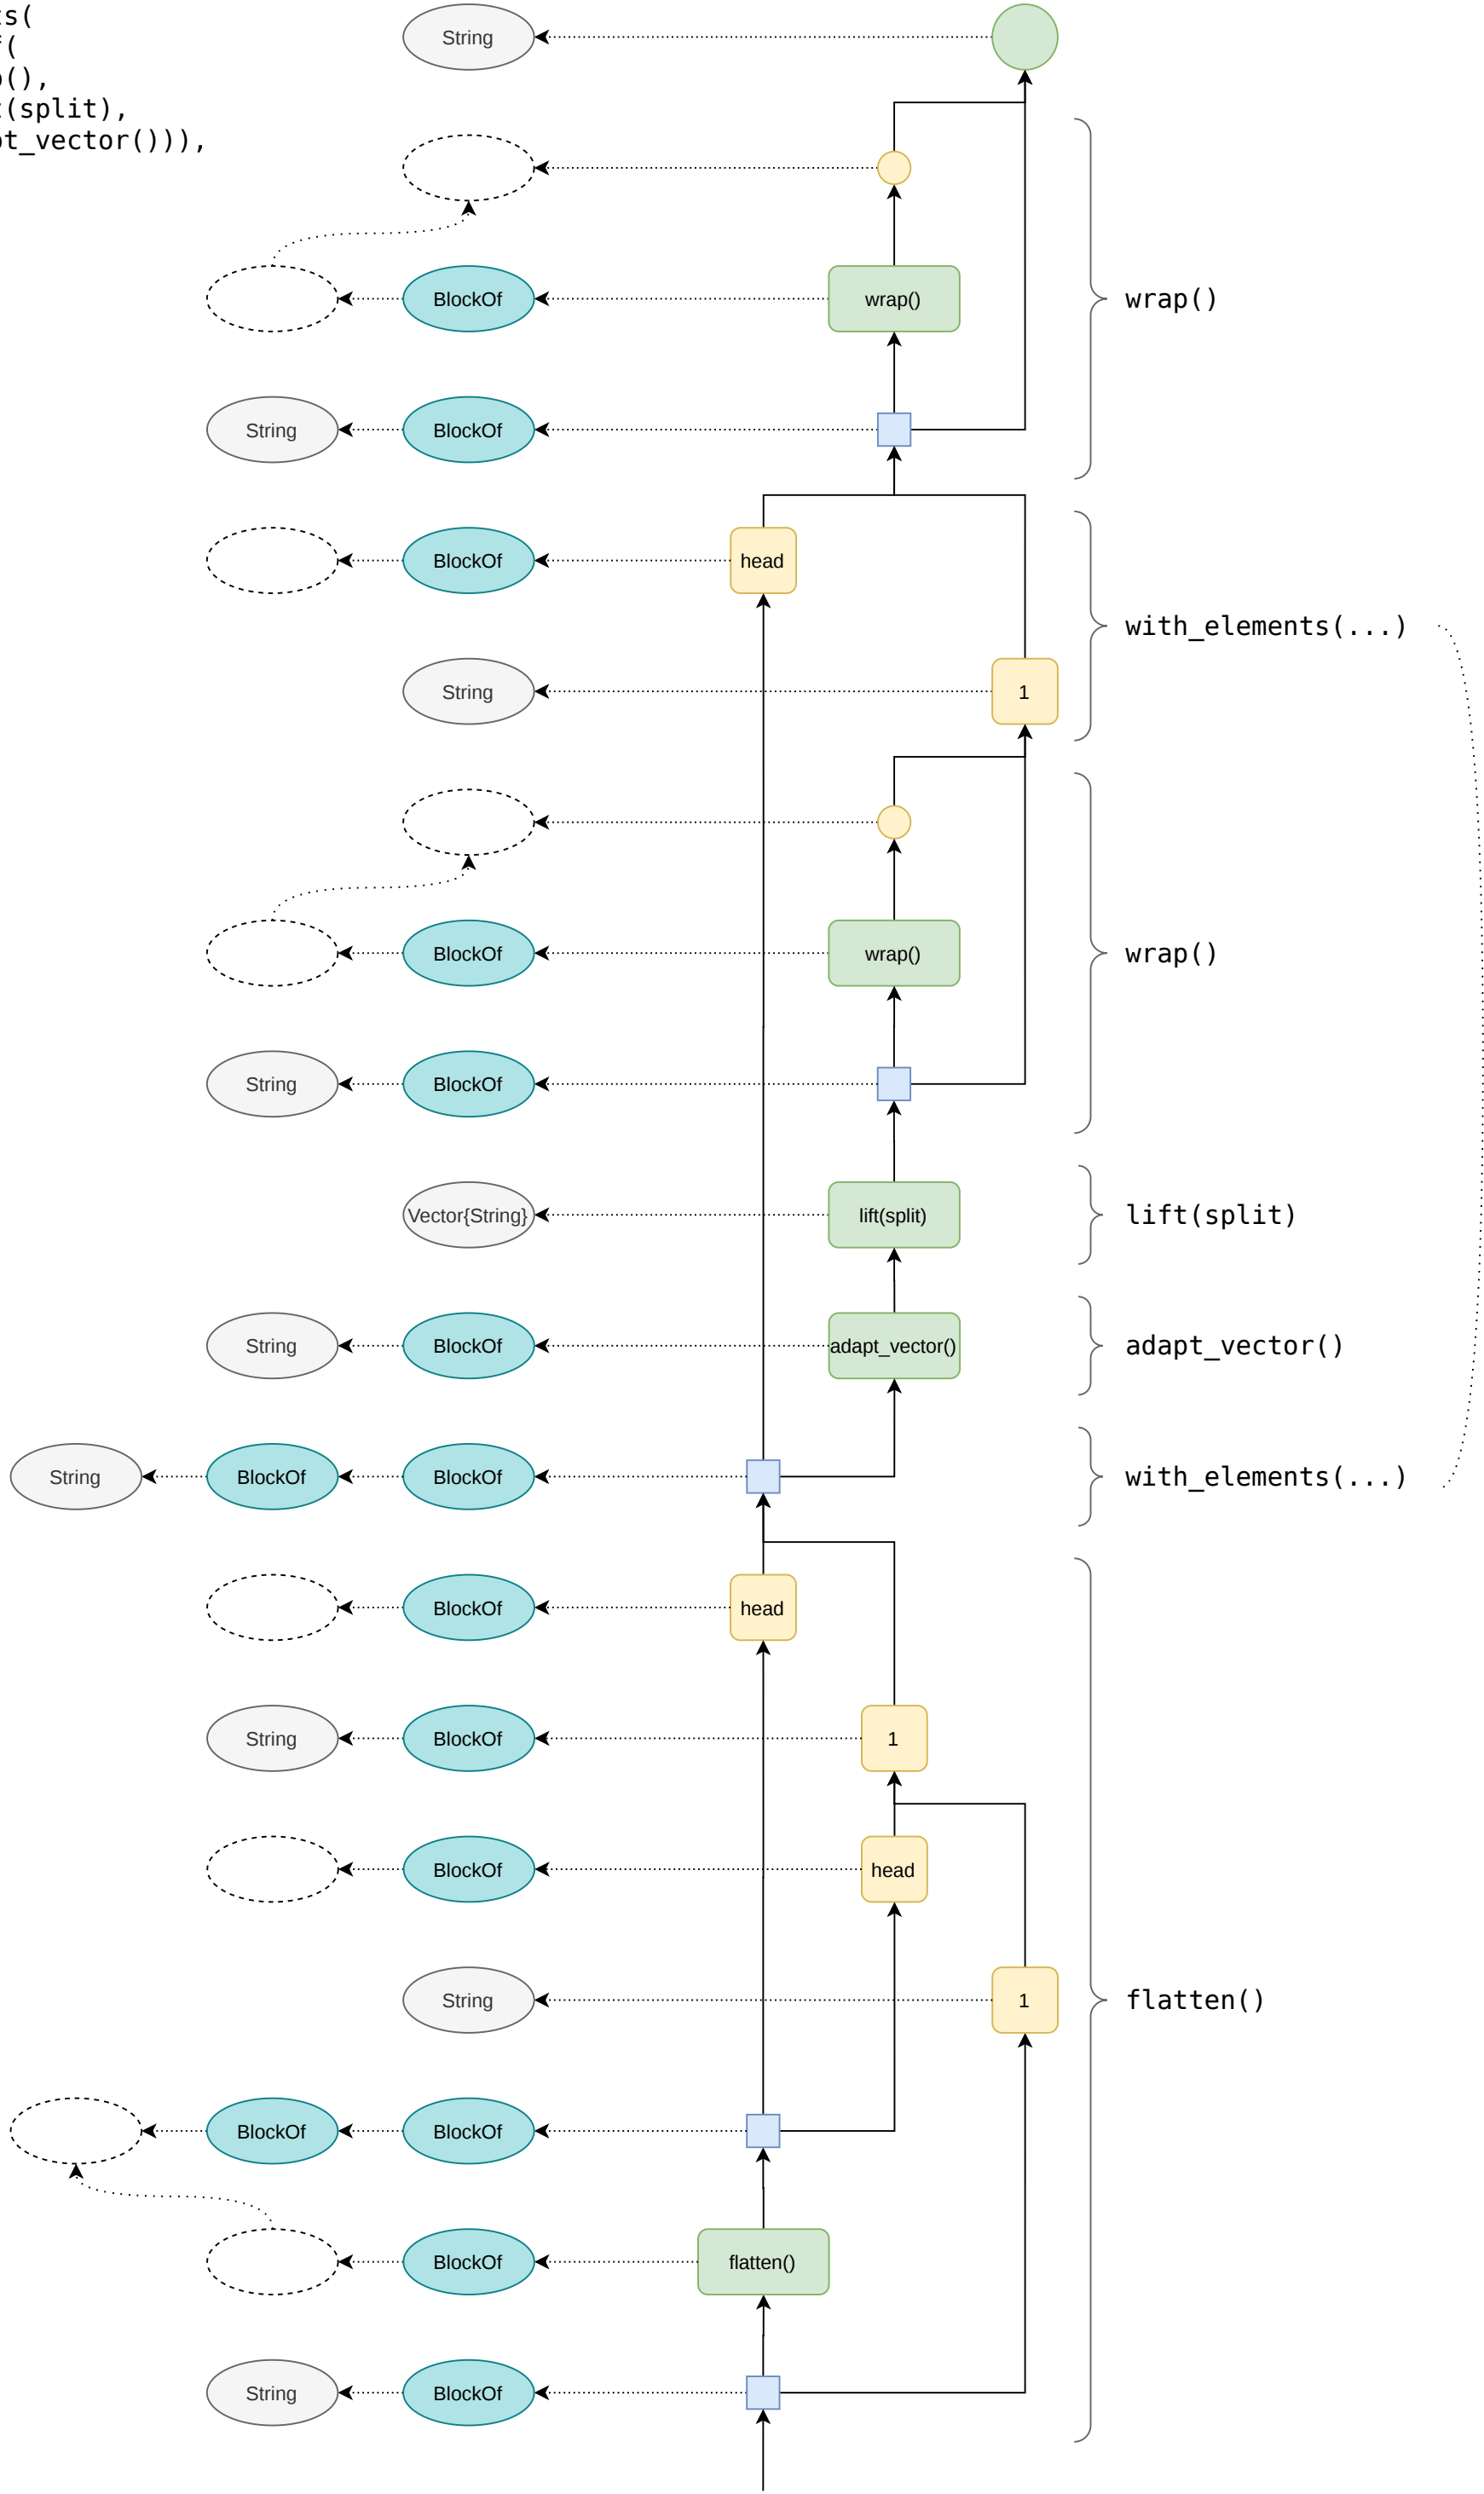 s(
(
(),
(split),
t_vector())),
String
BlockOf
wrap()
wrap()
String
BlockOf
BlockOf
head
with_elements(...)
String
1
BlockOf
wrap()
wrap()
String
BlockOf
Vector{String}
lift(split)
lift(split)
String
BlockOf
adapt_vector()
adapt_vector()
String
BlockOf
BlockOf
with_elements(...)
BlockOf
head
String
BlockOf
1
BlockOf
head
String
1
flatten()
BlockOf
BlockOf
BlockOf
flatten()
String
BlockOf